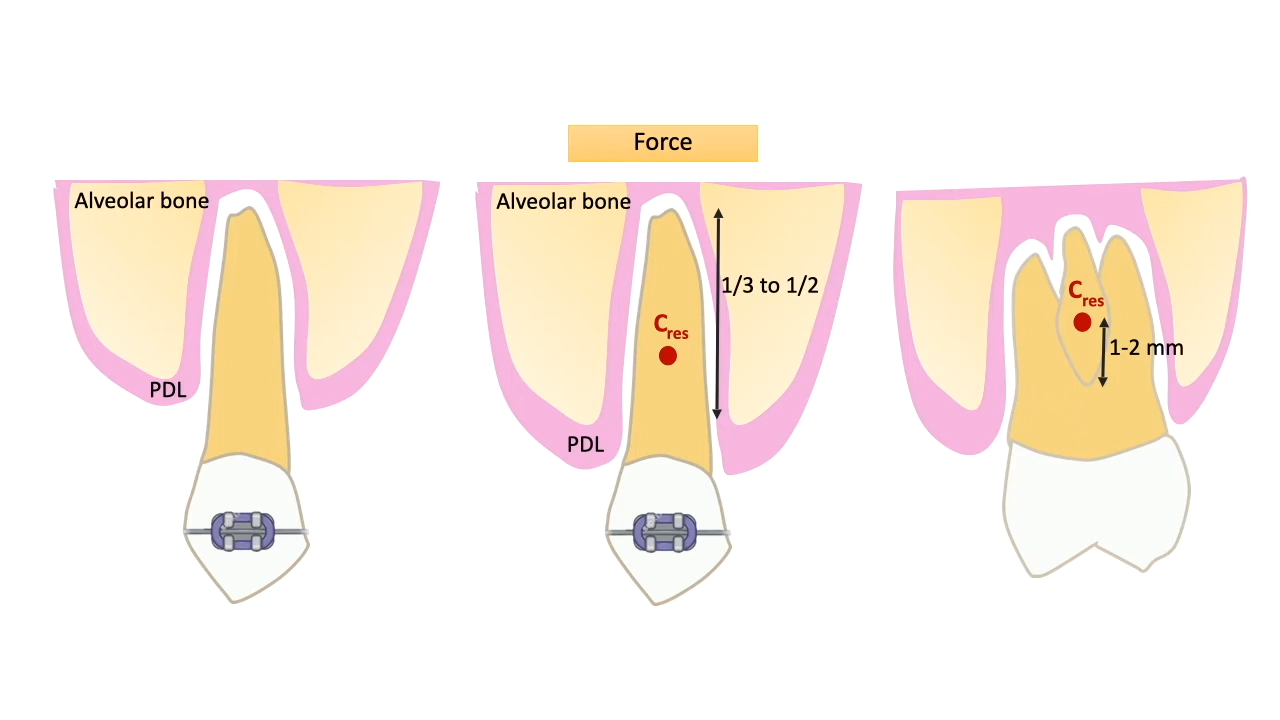 Force
Alveolar bone
PDL
Alveolar bone
1/3 to 1/2
Cres
PDL
Cres
1-2 mm